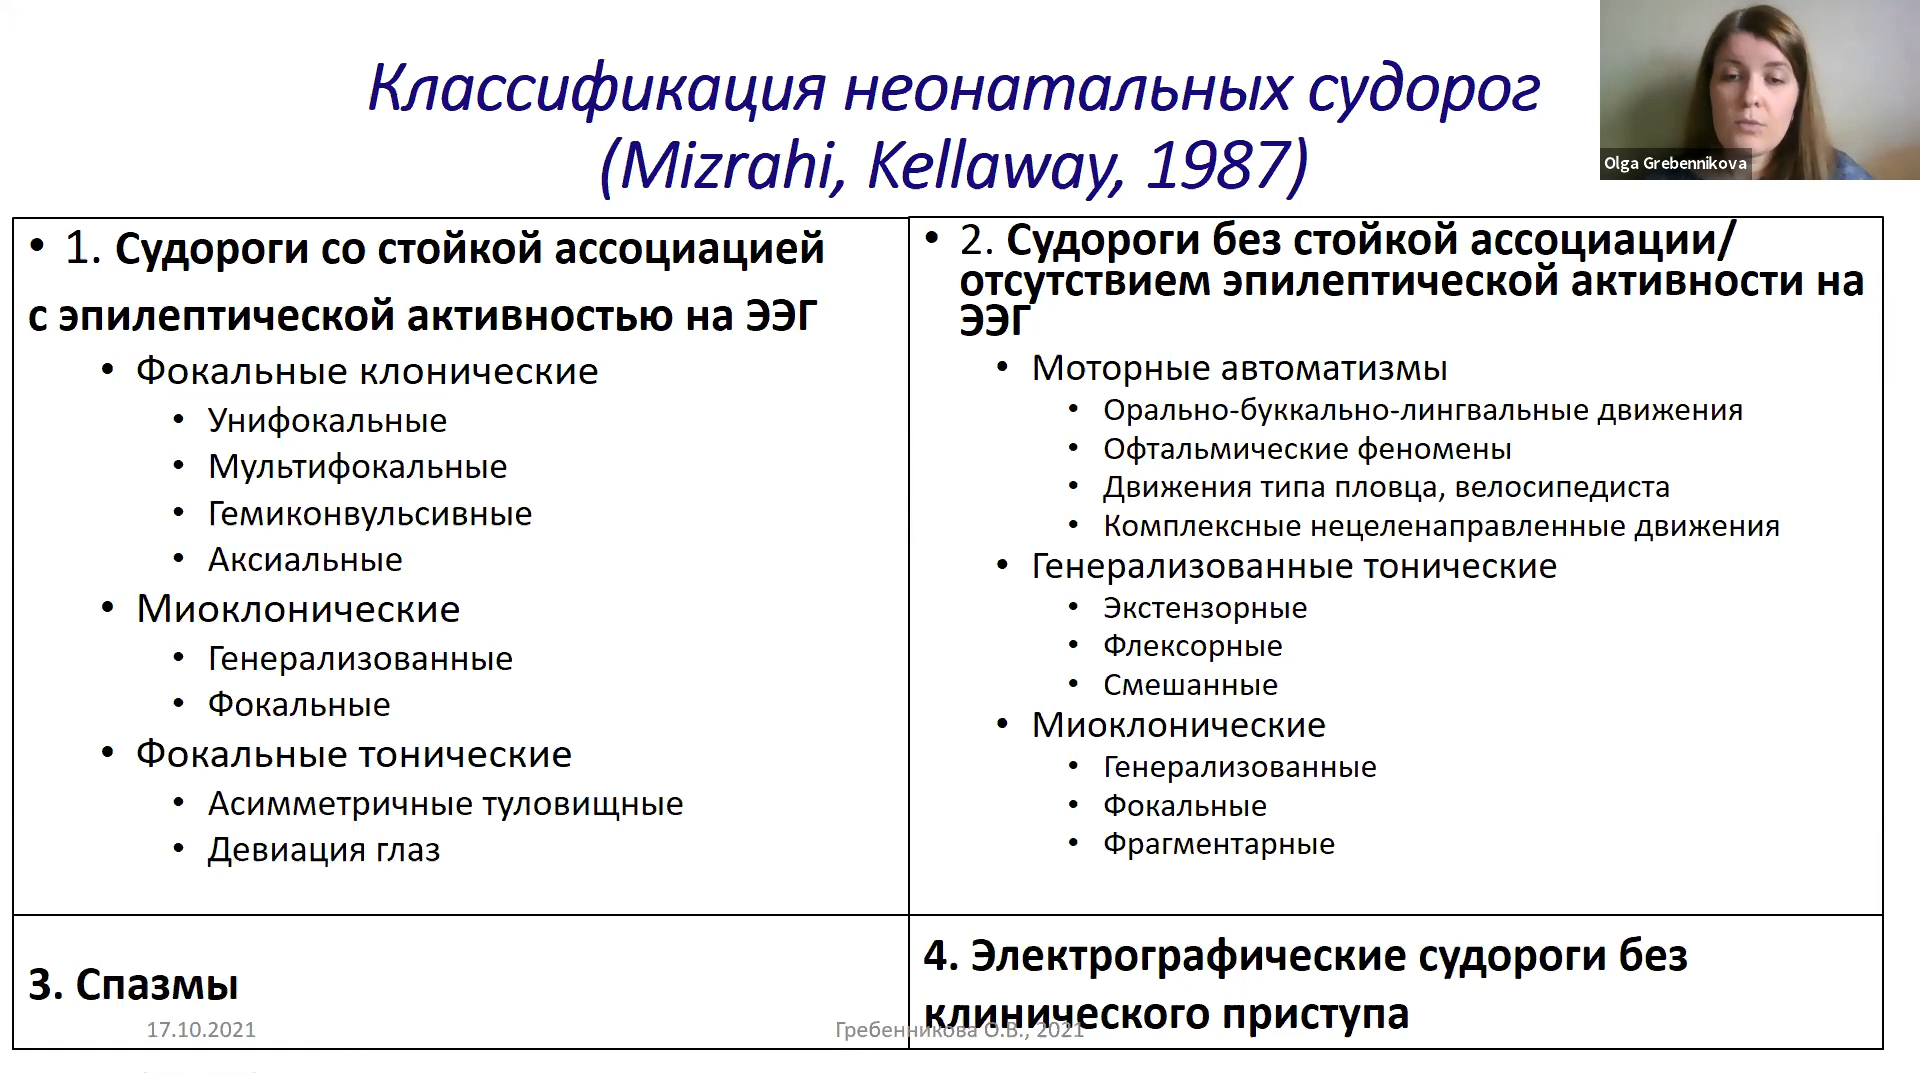 Классификация неонатальных судорог
(Mizrahi, Kellaway, 1987)
Olga Grebennikova
• 1. Судороги со стойкой ассоциацией
с эпилептической активностью на ЭЭГ
• Фокальные клонические
• Унифокальные
• Мультифокальные
• Гемиконвульсивные
• Аксиальные
• Миоклонические
• Генерализованные
• Фокальные
• Фокальные тонические
• Асимметричные туловищные
• Девиация глаз
• 2. Судороги без стойкой ассоциации/
отсутствием эпилептической активности на
ЭЭГ
• Моторные автоматизмы
• Орально-буккально-лингвальные движения
• Офтальмические феномены
• Движения типа пловца, велосипедиста
• Комплексные нецеленаправленные движения
• Генерализованные тонические
• Экстензорные
• Флексорные
• Смешанные
• Миоклонические
• Генерализованные
• Фокальные
• Фрагментарные
3. Спазмы
4. Электрографические судороги без
клинического приступа
17.10.2021
Гребенникова О.В., 2021